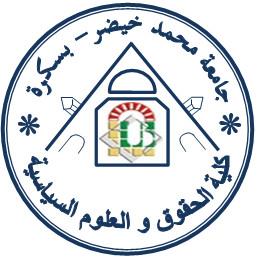 جامعة محمد خيضر - بسكرة
كلية الحقوق و العلوم السياسية